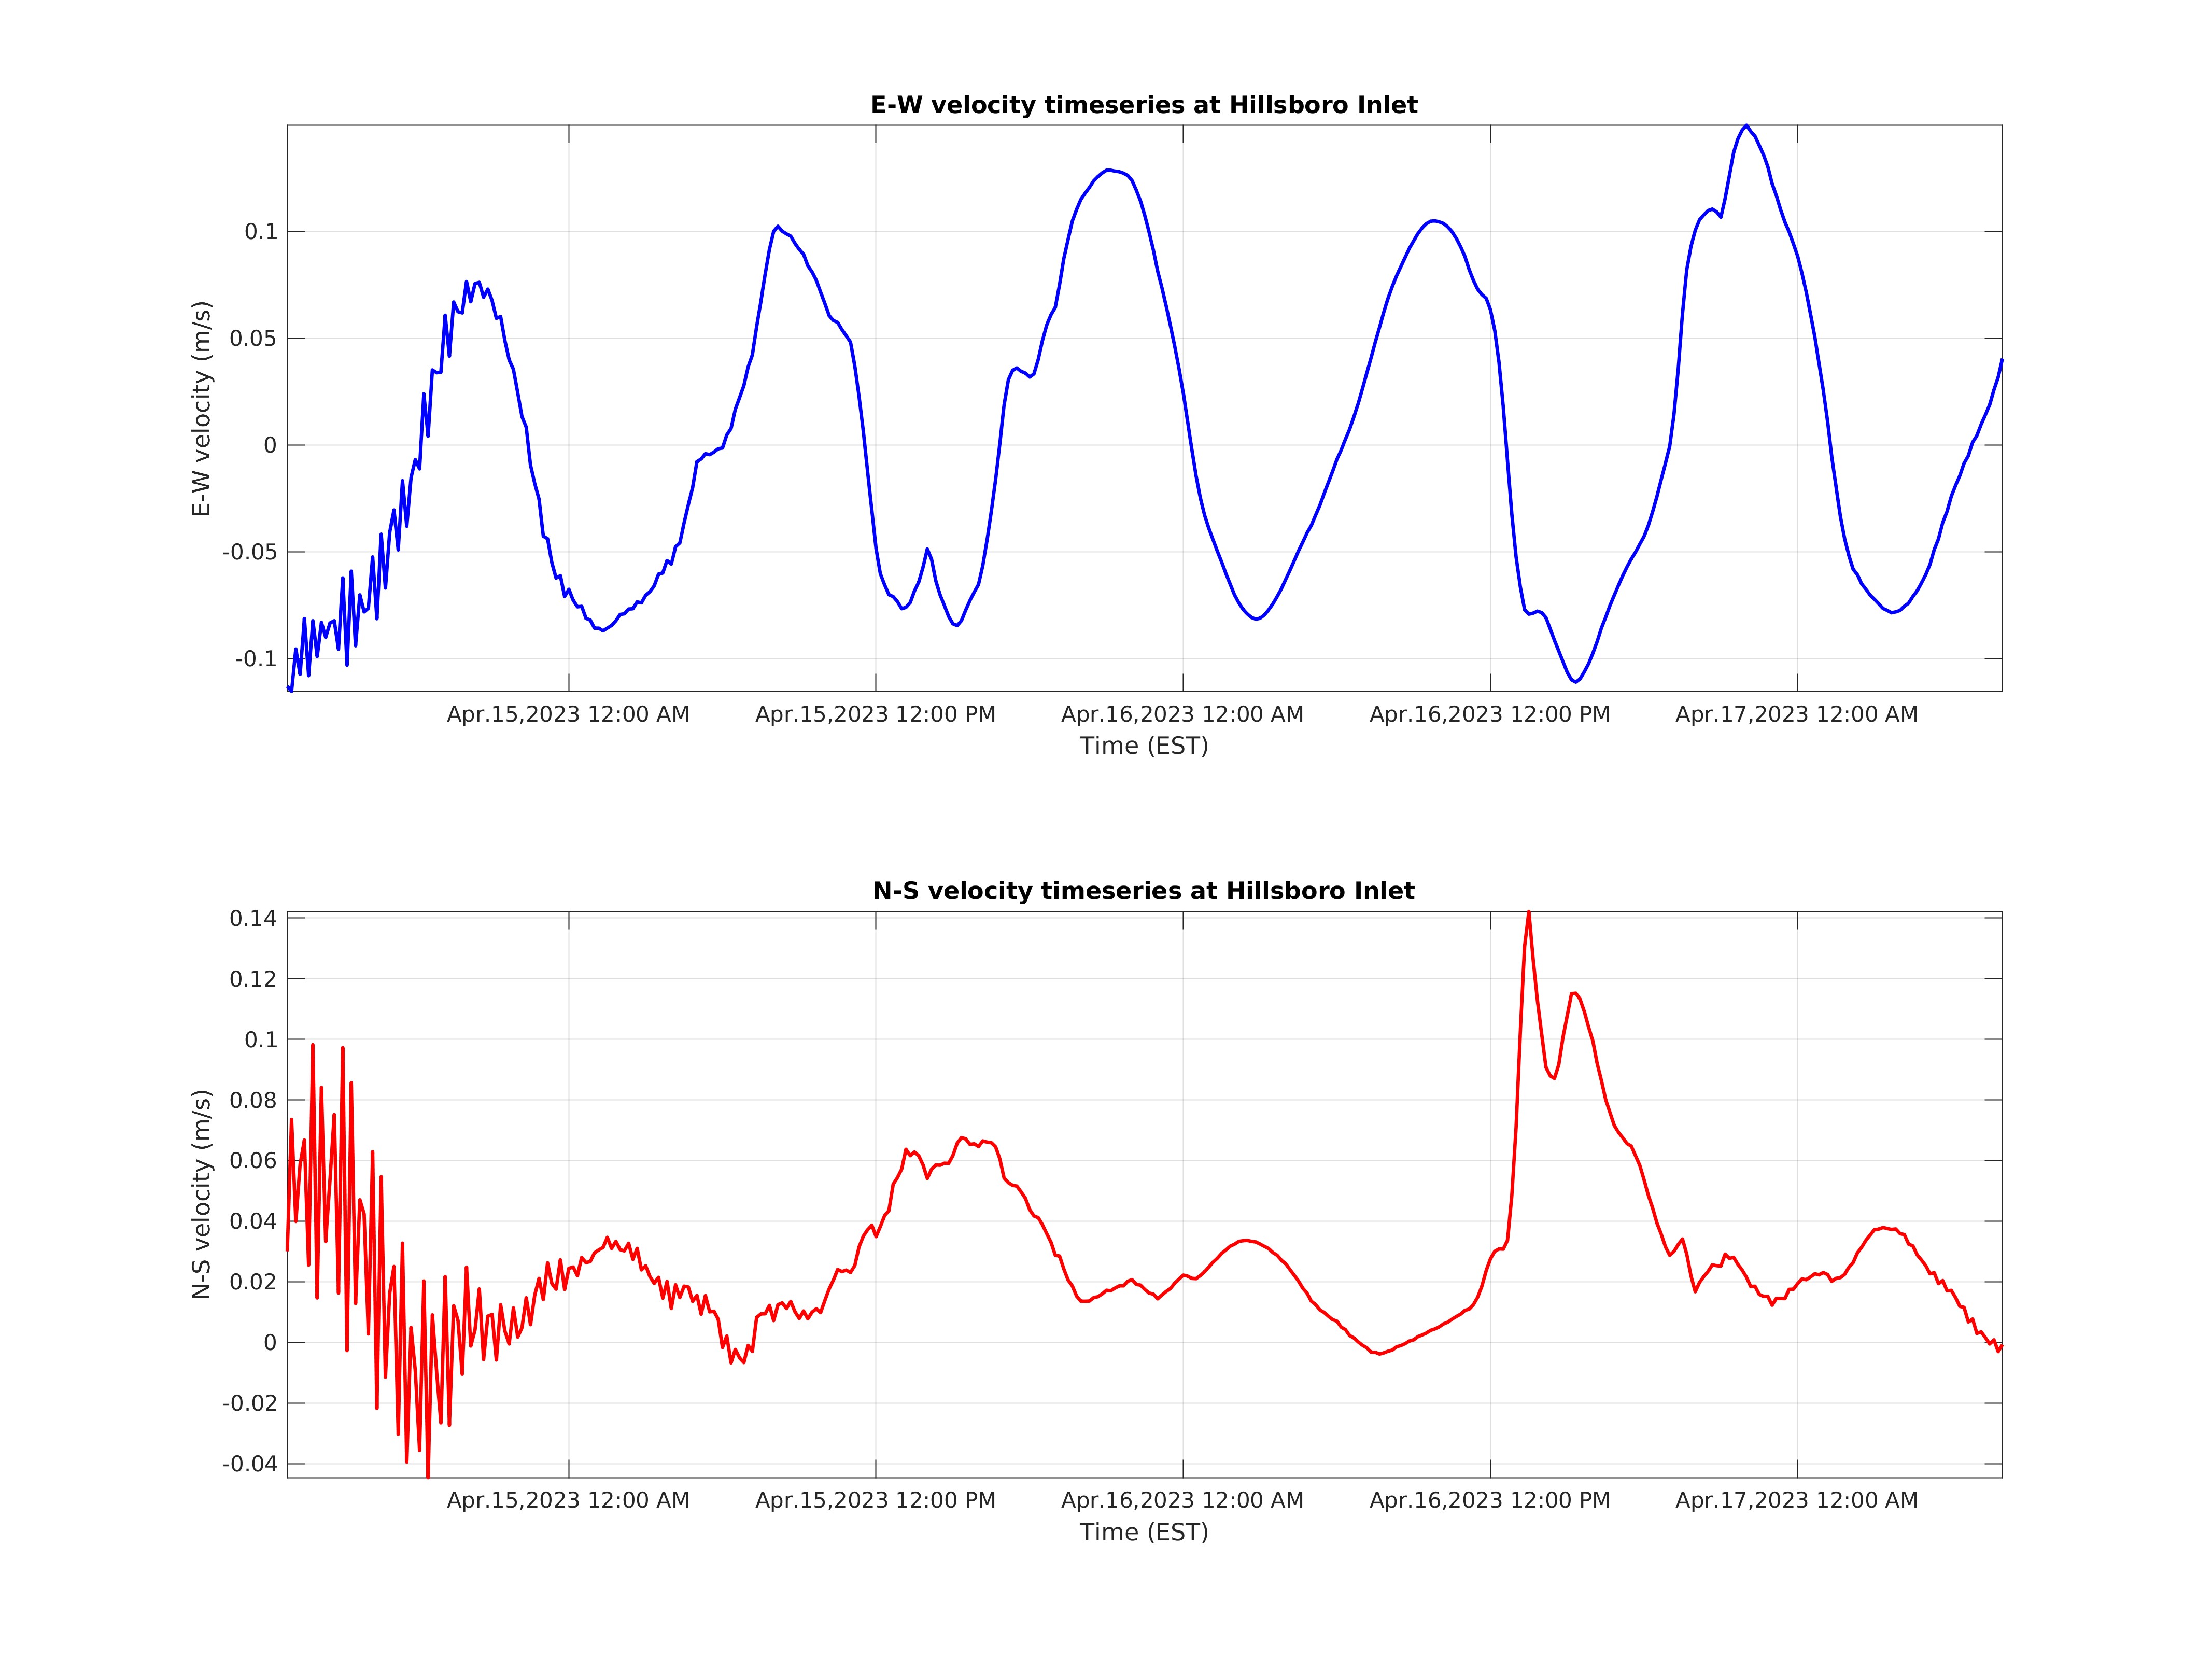 E-W velocity timeseries at Hillsboro Inlet
E-W velocity (m/s)
0.1
0.05
0
-0.05
-0.1
Apr.15,2023 12:00 AM Apr.15,2023 12:00 PM Apr.16,2023 12:00 AM Apr.16,2023 12:00 PM Apr.17,2023 12:00 AM
Time (EST)
N-S velocity timeseries at Hillsboro Inlet
N-S velocity (m/s)
0.14
0.12
0.1
0.08
0.06
0.04
0.02
0
-0.02
-0.04
Apr.15,2023 12:00 AM Apr.15,2023 12:00 PM Apr.16,2023 12:00 AM Apr.16,2023 12:00 PM Apr.17,2023 12:00 AM
Time (EST)